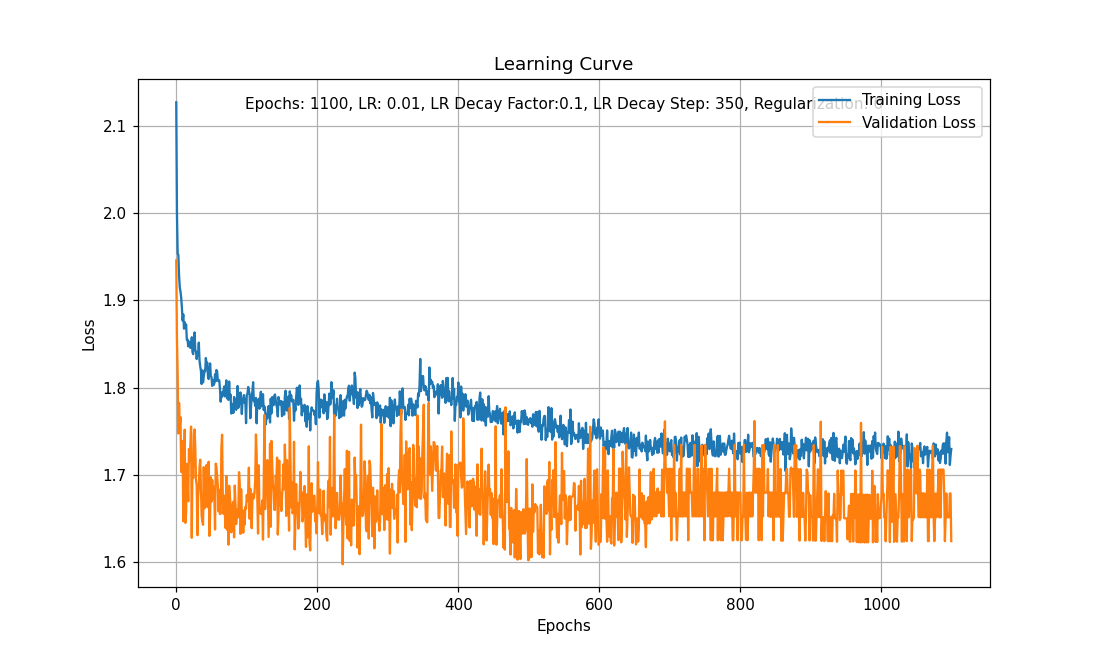 Learning Curve
Epochs: 1100, LR: 0.01, LR Decay Factor:0.1, LR Decay Step: 350, Regularization: 0
Training Loss
Validation Loss
2.1
2.0
1.9
1.8
1.7
1.6
Loss
0 200 400 600 800 1000
Epochs